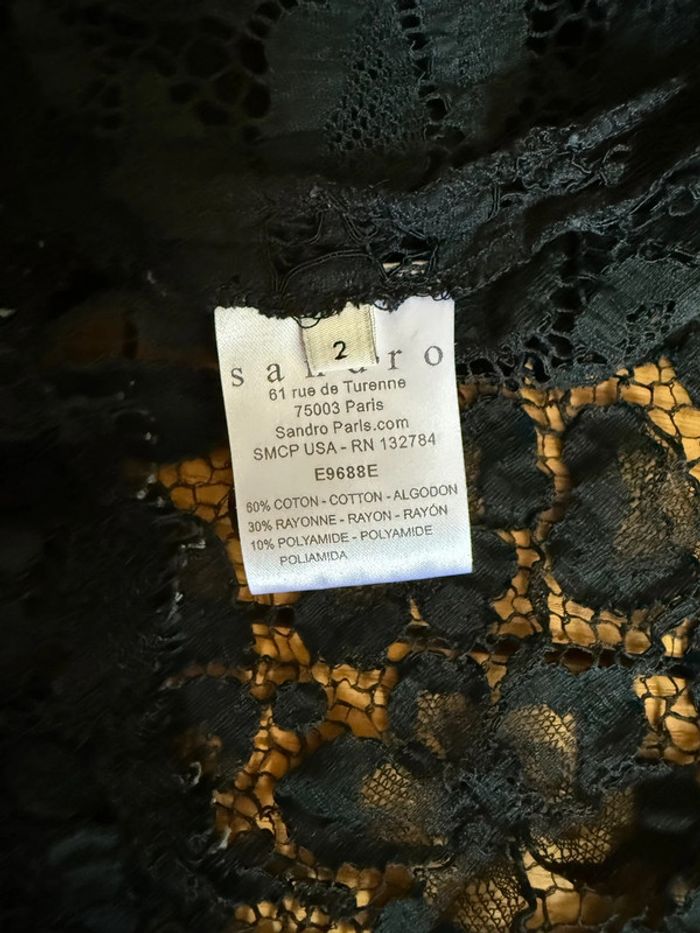 2
sandro
61 rue de Turenne
75003 Paris
Sandro Paris.com
SMCP USA - RN 132784
E9688E
60% COTON - COTTON - ALGODON
30% RAYONNE - RAYON - RAYÓN
10% POLYAMIDE - POLYAMIDE
POLIAMIDA